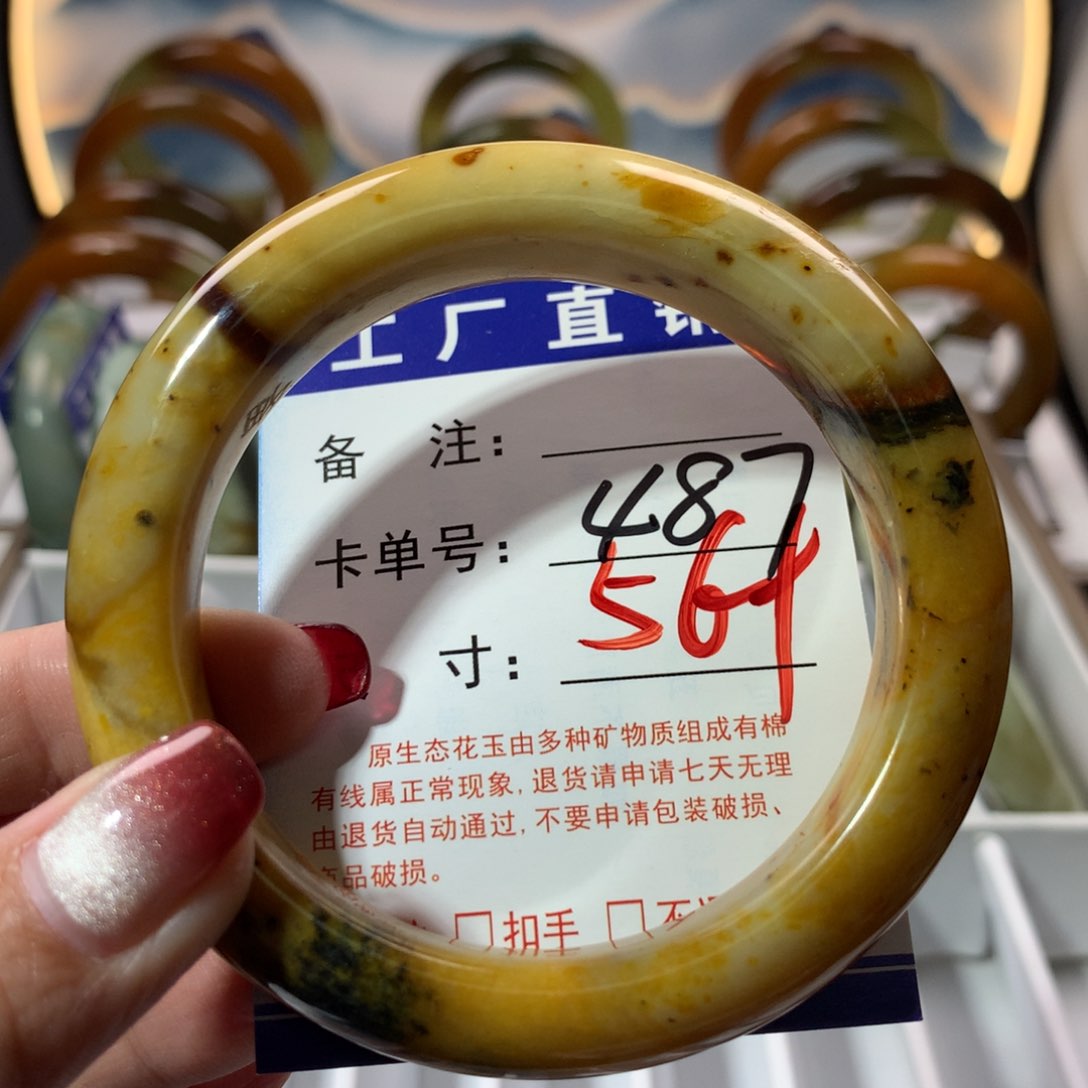 工厂直销
备 注：
卡单号： 487
寸： 564
原生态花玉由多种矿物质组成有棉
有线属正常现象，退货请申请七天无理
由退货自动通过，不要申请包装破损、
品破损。
□扣手 □